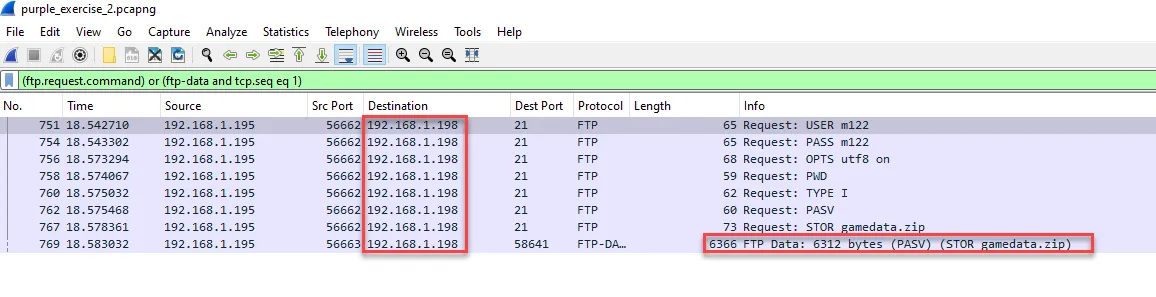 purple_exercise_2.pcapng
File Edit View Go Capture Analyze Statistics Telephony Wireless Tools Help
(ftp.request.command) or (ftp-data and tcp.seq eq 1)
No. Time Source Src Port Destination Dest Port Protocol Length Info
751 18.542710 192.168.1.195 56662 192.168.1.198 21 FTP 65 Request: USER m122
754 18.543302 192.168.1.195 56662 192.168.1.198 21 FTP 65 Request: PASS m122
756 18.573294 192.168.1.195 56662 192.168.1.198 21 FTP 68 Request: OPTS utf8 on
758 18.574067 192.168.1.195 56662 192.168.1.198 21 FTP 59 Request: PWD
760 18.575032 192.168.1.195 56662 192.168.1.198 21 FTP 62 Request: TYPE I
762 18.575468 192.168.1.195 56662 192.168.1.198 21 FTP 60 Request: PASV
767 18.578361 192.168.1.195 56662 192.168.1.198 21 FTP 73 Request: STOR gamedata.zip
769 18.583032 192.168.1.195 56663 192.168.1.198 58641 FTP-DA… 6366 FTP Data: 6312 bytes (PASV) (STOR gamedata.zip)